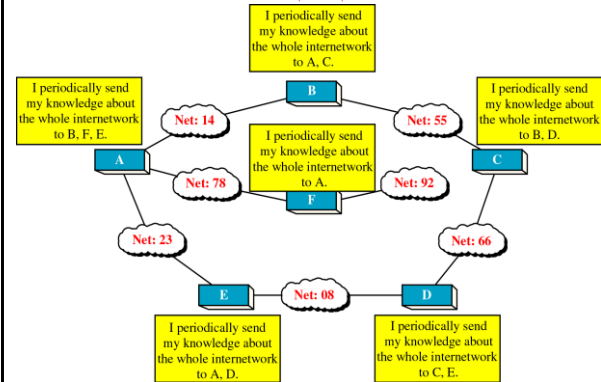 I periodically send
my knowledge about
the whole internetwork
to A, C.
B
I periodically send
my knowledge about
the whole internetwork
to B, F, E.
A
Net: 14
Net: 55
I periodically send
my knowledge about
the whole internetwork
to B, D.
C
I periodically send
my knowledge about
the whole internetwork
to A.
F
Net: 78
Net: 92
Net: 23
Net: 66
E
Net: 08
D
I periodically send
my knowledge about
the whole internetwork
to A, D.
I periodically send
my knowledge about
the whole internetwork
to C, E.